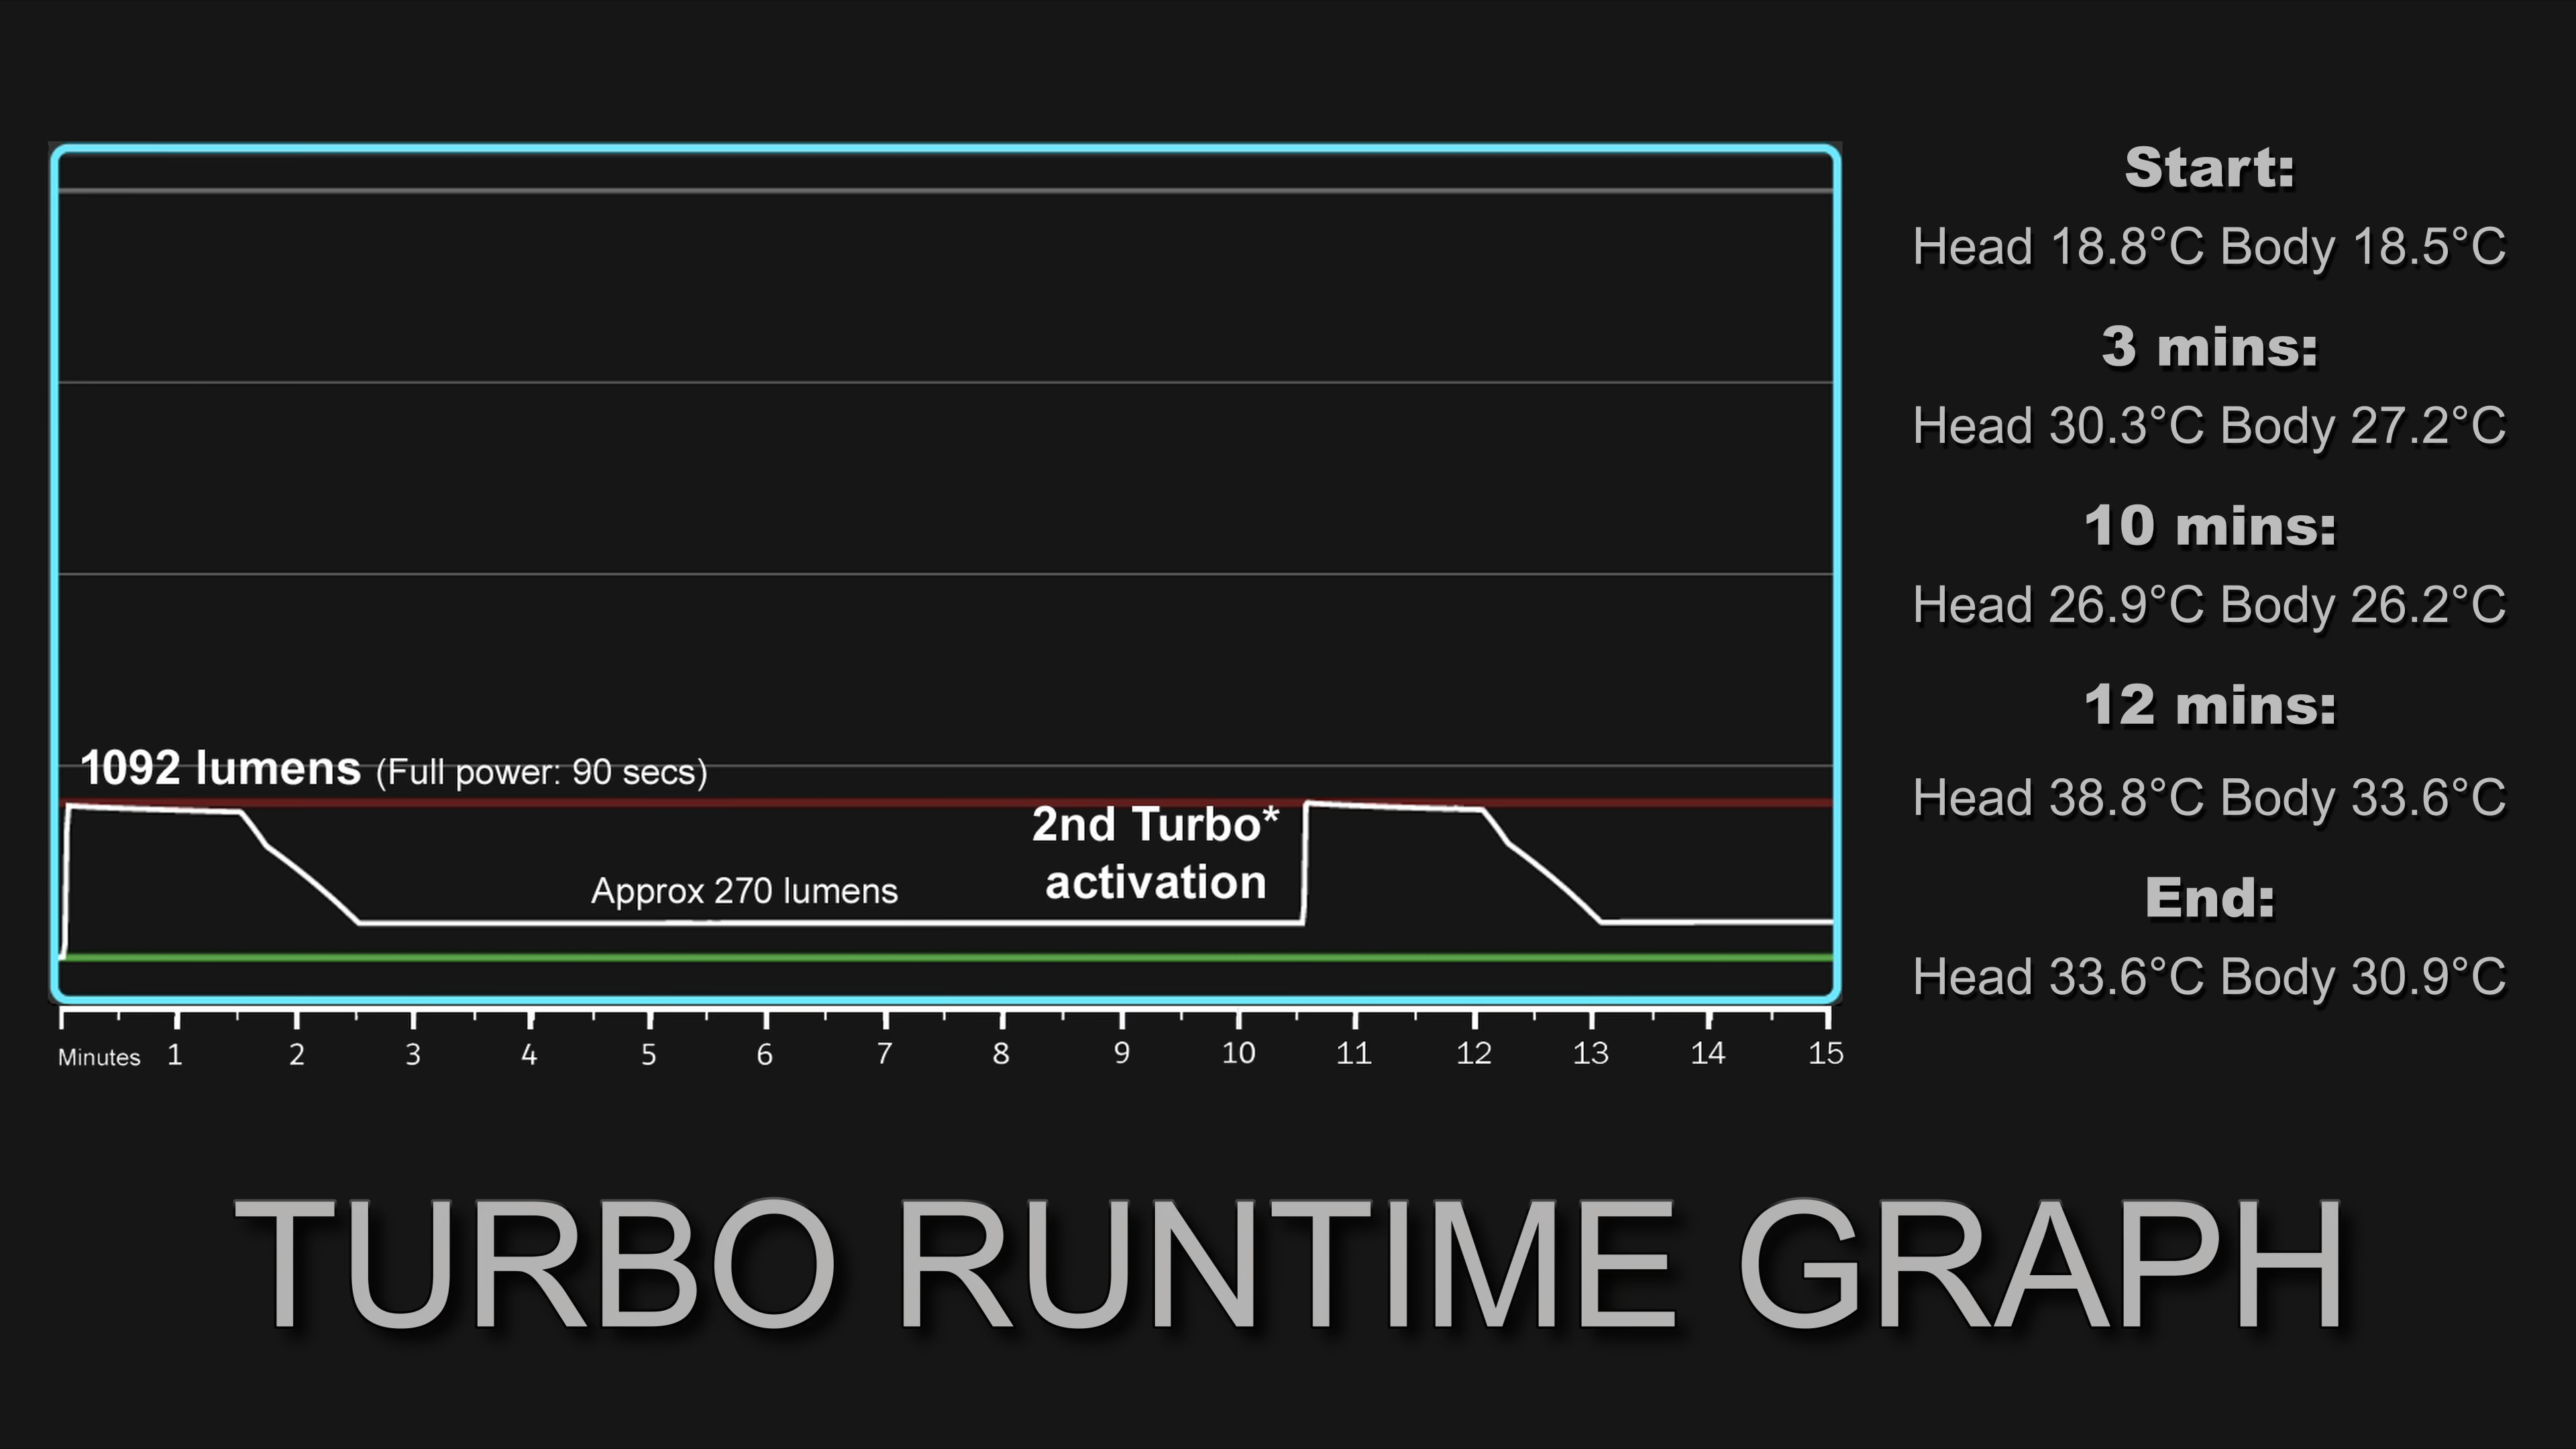 1092 lumens (Full power: 90 secs)
2nd Turbo*
activation
Approx 270 lumens
Minutes 1 2 3 4 5 6 7 8 9 10 11 12 13 14 15
Start:
Head 18.8°C Body 18.5°C
3 mins:
Head 30.3°C Body 27.2°C
10 mins:
Head 26.9°C Body 26.2°C
12 mins:
Head 38.8°C Body 33.6°C
End:
Head 33.6°C Body 30.9°C
TURBO RUNTIME GRAPH